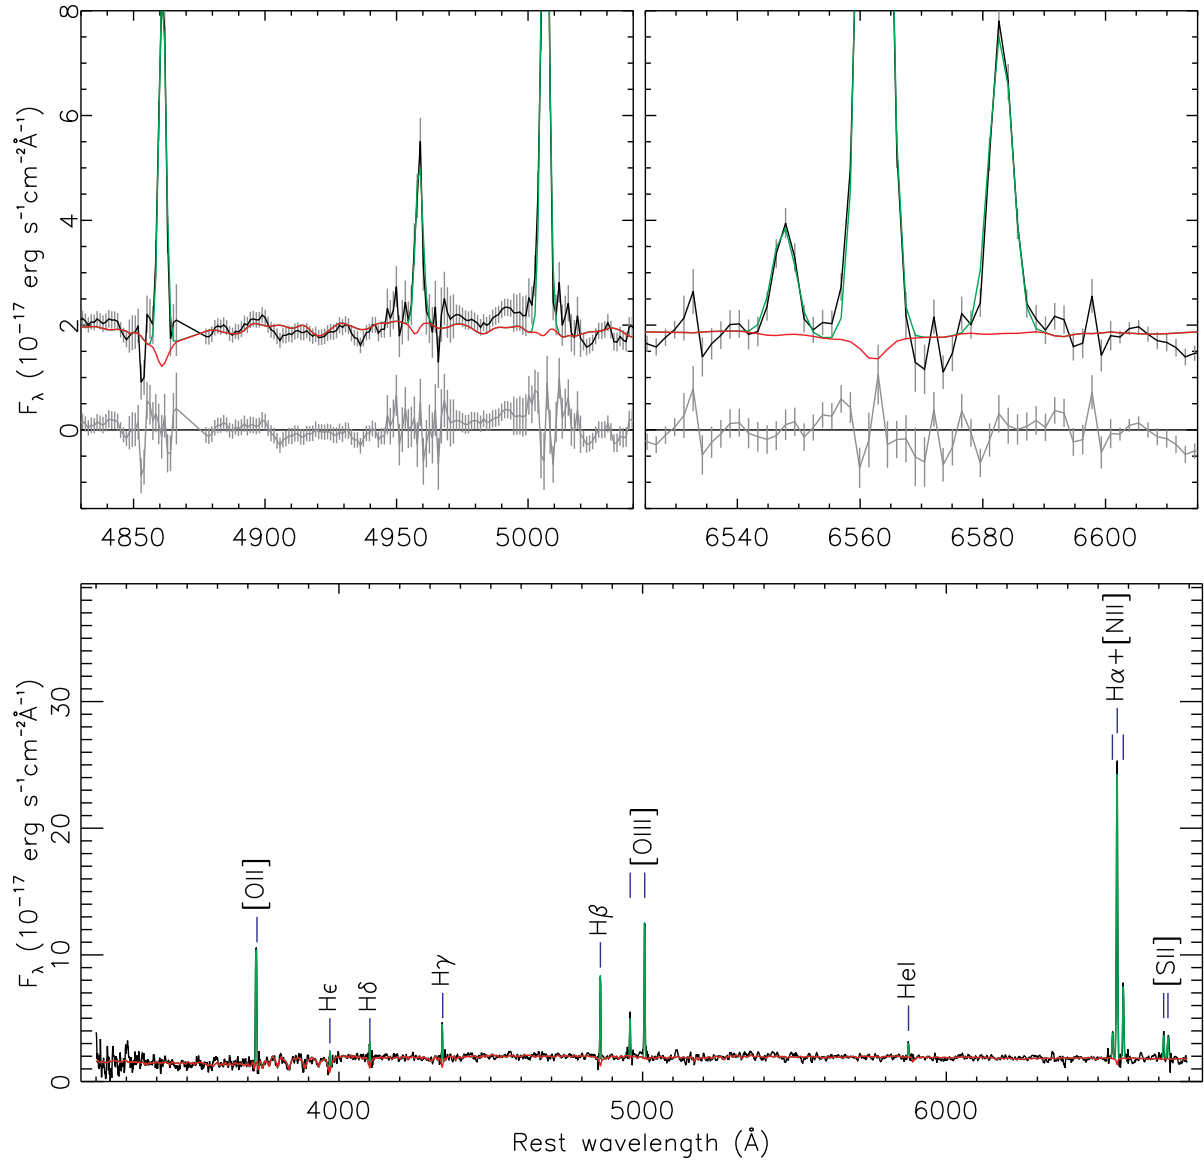 8
6
4
2
0
F_λ (10⁻¹⁷ erg s⁻¹cm⁻²Å⁻¹)
4850 4900 4950 5000
6540 6560 6580 6600
30
20
10
0
F_λ (10⁻¹⁷ erg s⁻¹cm⁻²Å⁻¹)
[OII]
Hϵ
Hδ
Hγ
Hβ
[OIII]
HeI
Hα+[NII]
[SII]
4000 5000 6000
Rest wavelength (Å)